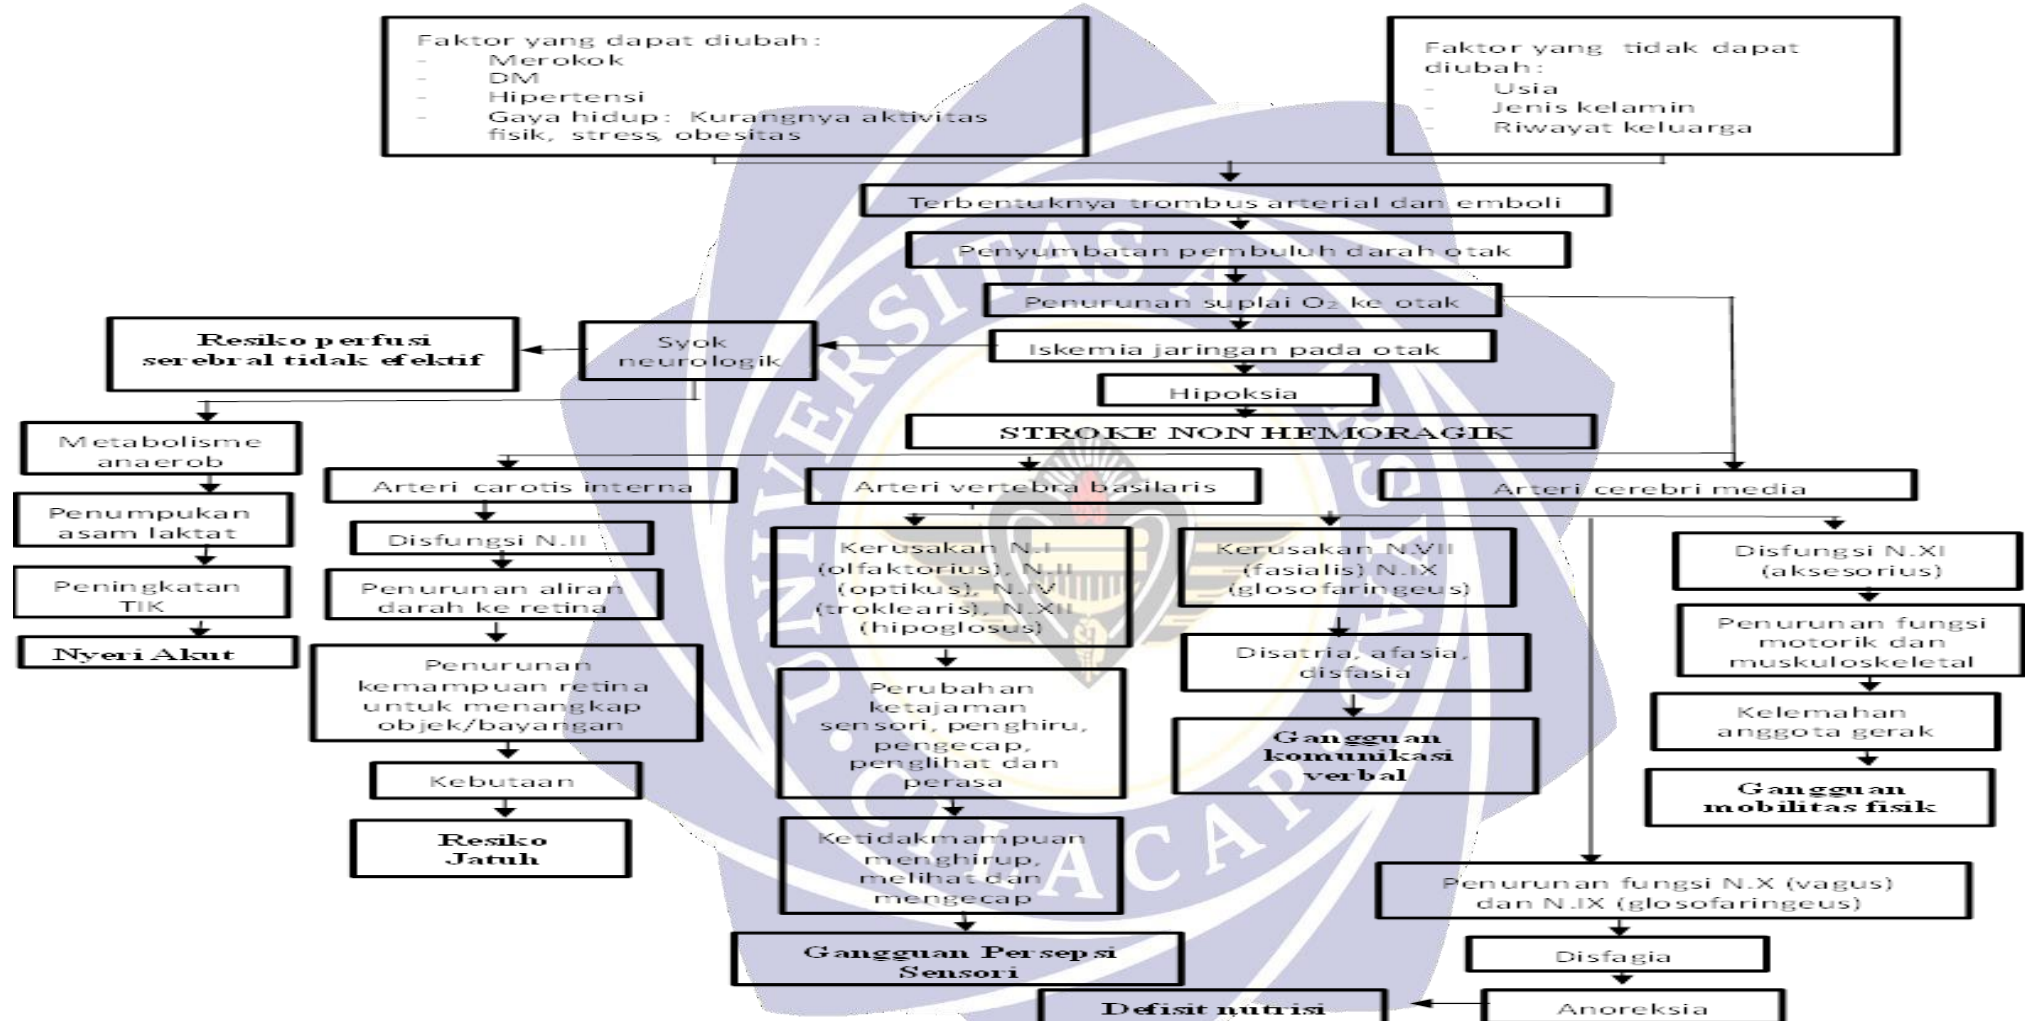 Faktor yang dapat diubah:
- Merokok
- DM
- Hipertensi
- Gaya hidup: Kurangnya aktivitas
fisik, stress, obesitas
Faktor yang tidak dapat
diubah:
- Usia
- Jenis kelamin
- Riwayat keluarga
Terbentuknya trombus arterial dan emboli
Penyumbatan pembuluh darah otak
Penurunan suplai O₂ ke otak
Iskemia jaringan pada otak
Syok
neurologik
Resiko perfusi
serebral tidak efektif
Hipoksia
STROKE NON HEMORAGIK
Metabolisme
anaerob
Penumpukan
asam laktat
Peningkatan
TIK
Nyeri Akut
Arteri carotis interna
Disfungsi N.II
Penurunan aliran
darah ke retina
Penurunan
kemampuan retina
untuk menangkap
objek/bayangan
Kebutaan
Resiko
Jatuh
Arteri vertebra basilaris
Kerusakan N.I
(olfaktorius), N.II
(optikus), N.IV
(troklearis), N.XII
(hipoglosus)
Perubahan
ketajaman
sensori, penghiru,
pengecap,
penglihat dan
perasa
Ketidakmampuan
menghirup,
melihat dan
mengecap
Gangguan Persepsi
Sensori
Kerusakan N.VII
(fasialis) N.IX
(glosofaringeus)
Disatria, afasia,
disfasia
Gangguan
komunikasi
verbal
Arteri cerebri media
Disfungsi N.XI
(aksesorius)
Penurunan fungsi
motorik dan
muskuloskeletal
Kelemahan
anggota gerak
Gangguan
mobilitas fisik
Penurunan fungsi N.X (vagus)
dan N.IX (glosofaringeus)
Disfagia
Anoreksia
Defisit nutrisi
UNIVERSITAS AL IRSYAD
CILACAP